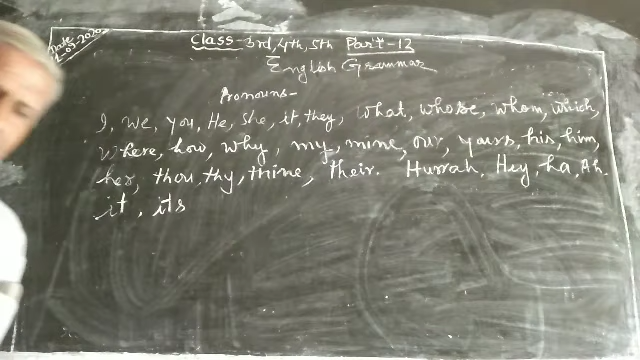 Date
Class-3rd,4th,5th Part-12
English Grammar
Pronouns-
I, we, you, He, she, it, they, what, whose, whom, which,
where, how, why, my, mine, our, yours, his, him,
her, thou, thy, thine, their. Hurrah, Hey, ha, Ah.
it, its